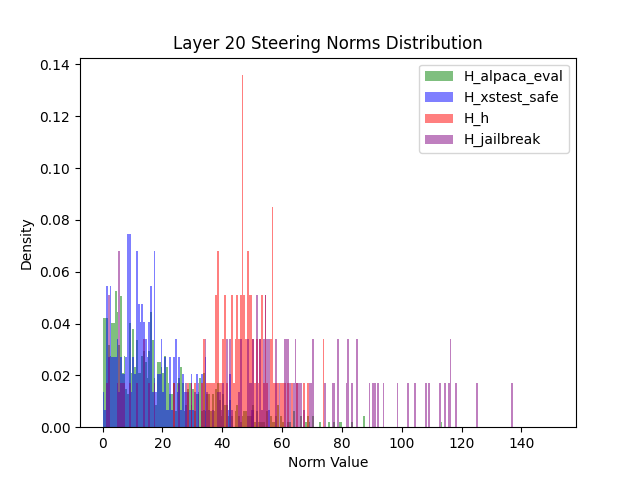 Layer 20 Steering Norms Distribution
H_alpaca_eval
H_xstest_safe
H_h
H_jailbreak
Density
0.14
0.12
0.10
0.08
0.06
0.04
0.02
0.00
0 20 40 60 80 100 120 140
Norm Value